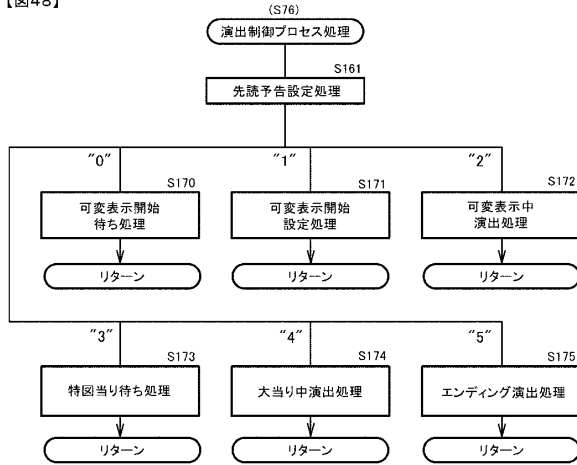 【図48】
(S76)
演出制御プロセス処理
S161
先読予告設定処理
"0"
"1"
"2"
S170
S171
S172
可変表示開始
待ち処理
可変表示開始
設定処理
可変表示中
演出処理
リターン
リターン
リターン
"3"
"4"
"5"
S173
S174
S175
特図当り待ち処理
大当り中演出処理
エンディング演出処理
リターン
リターン
リターン